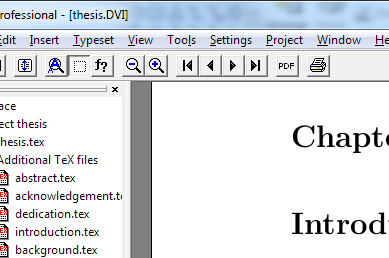 rofessional - [thesis.DVI]
Edit Insert Typeset View Tools Settings Project Window D
A f? PDF
ace
ect thesis
hesis.tex
Additional TeX files
abstract.tex
acknowledgement.te
dedication.tex
introduction.tex
background.tex
Chapte
Introdu